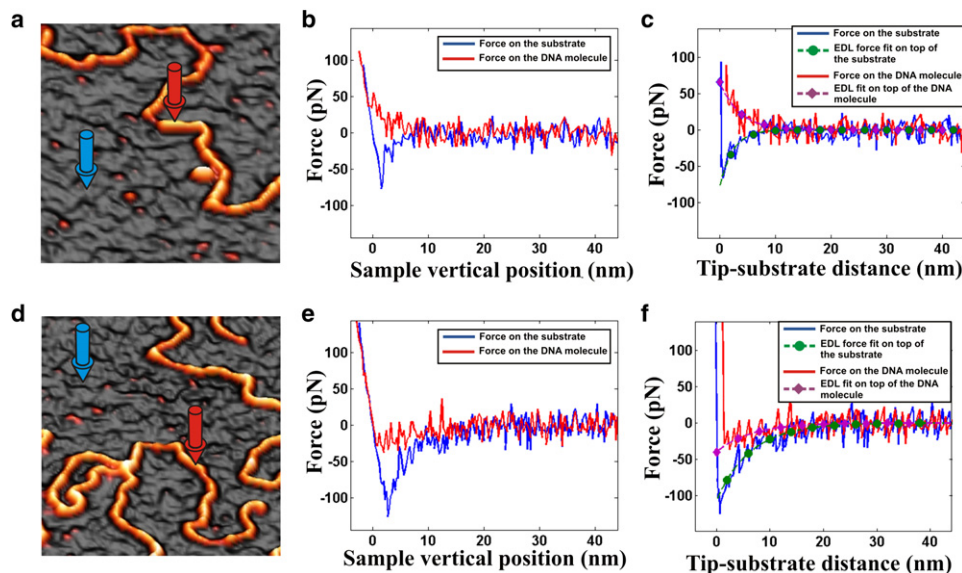 a
b
Force (pN)
100
50
0
-50
-100
Force on the substrate
Force on the DNA molecule
0 10 20 30 40
Sample vertical position (nm)
c
Force (pN)
100
50
0
-50
-100
Force on the substrate
EDL force fit on top of
the substrate
Force on the DNA molecule
EDL fit on top of the DNA
molecule
0 10 20 30 40
Tip-substrate distance (nm)
d
e
Force (pN)
100
50
0
-50
-100
Force on the substrate
Force on the DNA molecule
0 10 20 30 40
Sample vertical position (nm)
f
Force (pN)
100
50
0
-50
-100
Force on the substrate
EDL force fit on top of
the substrate
Force on the DNA molecule
EDL fit on top of the DNA
molecule
0 10 20 30 40
Tip-substrate distance (nm)